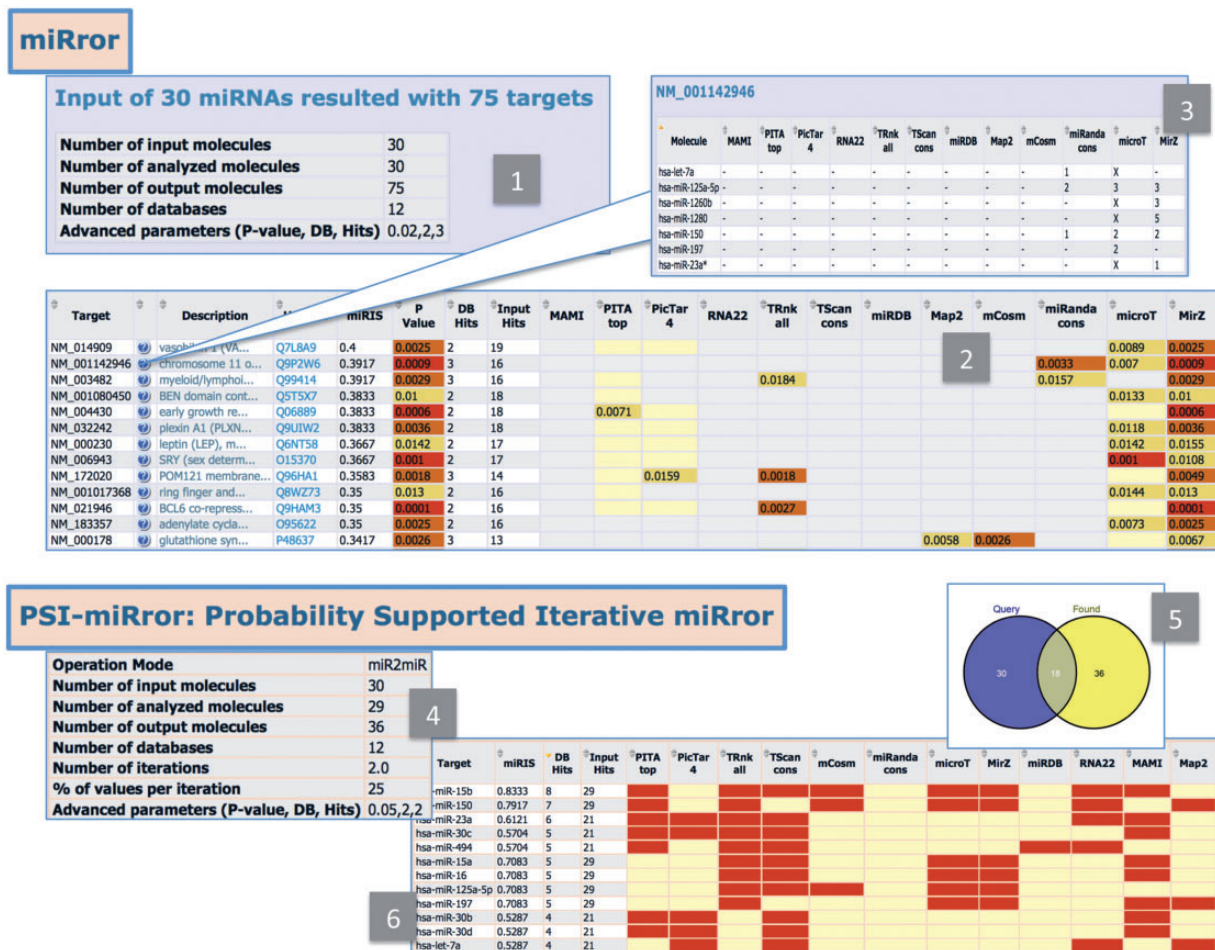 miRror
Input of 30 miRNAs resulted with 75 targets
Number of input molecules 30
Number of analyzed molecules 30
Number of output molecules 75
Number of databases 12
Advanced parameters (P-value, DB, Hits) 0.02,2,3
1
NM_001142946
3
Molecule MAMI PITA top PicTar 4 RNA22 TRnk all TScan cons miRDB Map2 mCosm miRanda cons microT MirZ
hsa-let-7a - - - - - - - - - 1 X -
hsa-miR-125a-5p - - - - - - - - - 2 3 3
hsa-miR-1260b - - - - - - - - - - X 3
hsa-miR-1280 - - - - - - - - - - X 5
hsa-miR-150 - - - - - - - - - 1 2 2
hsa-miR-197 - - - - - - - - - - 2 -
hsa-miR-23a* - - - - - - - - - - X 1
Target Description miRIS P Value DB Hits Input Hits MAMI PITA top PicTar 4 RNA22 TRnk all TScan cons miRDB Map2 mCosm miRanda cons microT MirZ
NM_014909 vasohibin 1 (VA... Q7L8A9 0.4 0.0025 2 19 0.0089 0.0025
NM_001142946 chromosome 11 o... Q9P2W6 0.3917 0.0009 3 16 0.0033 0.007 0.0009
NM_003482 myeloid/lymphoi... Q99414 0.3917 0.0029 3 16 0.0184 0.0157 0.0029
NM_001080450 BEN domain cont... Q5T5X7 0.3833 0.01 2 18 0.0133 0.01
NM_004430 early growth re... Q06889 0.3833 0.0006 2 18 0.0071 0.0006
NM_032242 plexin A1 (PLXN... Q9UIW2 0.3833 0.0036 2 18 0.0118 0.0036
NM_000230 leptin (LEP), m... Q6NT58 0.3667 0.0142 2 17 0.0142 0.0155
NM_006943 SRY (sex determ... O15370 0.3667 0.001 2 17 0.001 0.0108
NM_172020 POM121 membrane... Q96HA1 0.3583 0.0018 3 14 0.0159 0.0018 0.0049
NM_001017368 ring finger and... Q8WZ73 0.35 0.013 2 16 0.0144 0.013
NM_021946 BCL6 co-repress... Q9HAM3 0.35 0.0001 2 16 0.0027 0.0001
NM_183357 adenylate cycla... O95622 0.35 0.0025 2 16 0.0073 0.0025
NM_000178 glutathione syn... P48637 0.3417 0.0026 3 13 0.0058 0.0026 0.0067
2
PSI-miRror: Probability Supported Iterative miRror
Operation Mode miR2miR
Number of input molecules 30
Number of analyzed molecules 29
Number of output molecules 36
Number of databases 12
Number of iterations 2.0
% of values per iteration 25
Advanced parameters (P-value, DB, Hits) 0.05,2,2
4
Query Found
30 18 36
5
Target miRIS DB Hits Input Hits PITA top PicTar 4 TRnk all TScan cons mCosm miRanda cons microT MirZ miRDB RNA22 MAMI Map2
-miR-15b 0.8333 8 29
-miR-150 0.7917 7 29
hsa-miR-23a 0.6121 6 21
hsa-miR-30c 0.5704 5 21
hsa-miR-494 0.5704 5 21
hsa-miR-15a 0.7083 5 29
hsa-miR-16 0.7083 5 29
hsa-miR-125a-5p 0.7083 5 29
hsa-miR-197 0.7083 5 29
hsa-miR-30b 0.5287 4 21
hsa-miR-30d 0.5287 4 21
hsa-let-7a 0.5287 4 21
6